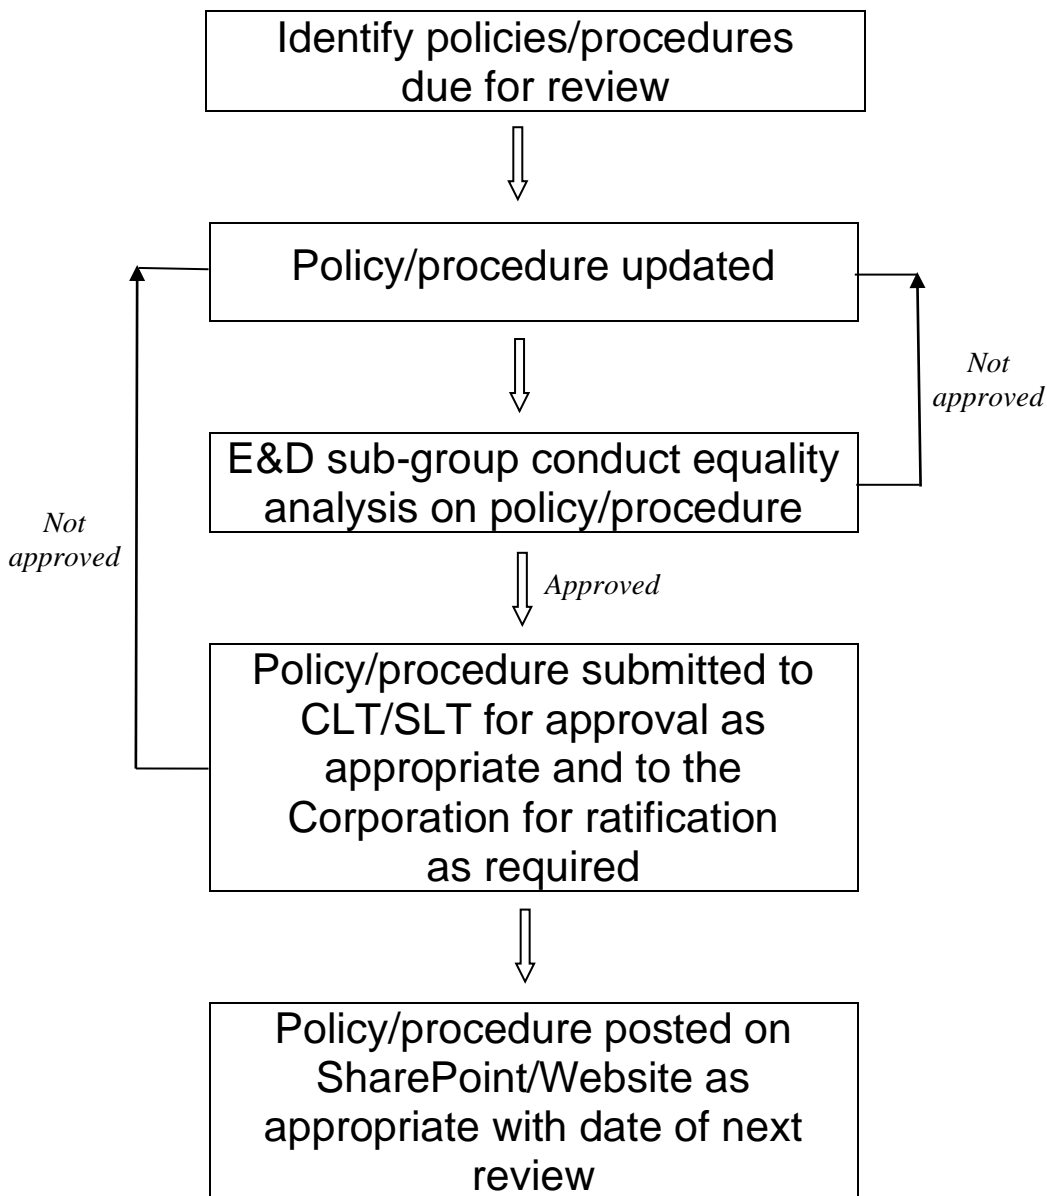 Identify policies/procedures
due for review
Policy/procedure updated
Not
approved
E&D sub-group conduct equality
analysis on policy/procedure
Not
approved
Approved
Policy/procedure submitted to
CLT/SLT for approval as
appropriate and to the
Corporation for ratification
as required
Policy/procedure posted on
SharePoint/Website as
appropriate with date of next
review